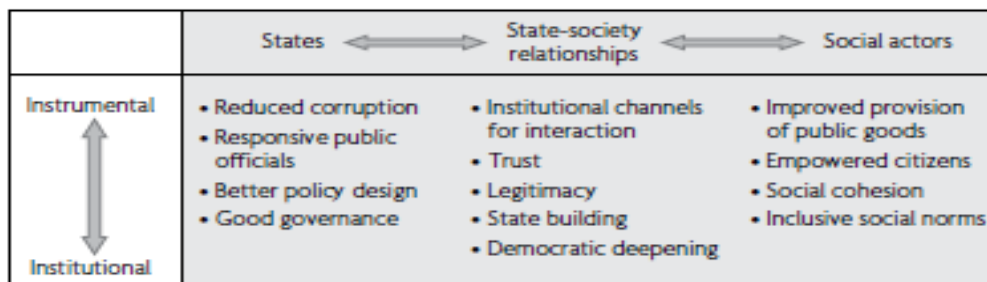 States
State-society
relationships
Social actors
Instrumental
Institutional
• Reduced corruption
• Responsive public
officials
• Better policy design
• Good governance
• Institutional channels
for interaction
• Trust
• Legitimacy
• State building
• Democratic deepening
• Improved provision
of public goods
• Empowered citizens
• Social cohesion
• Inclusive social norms